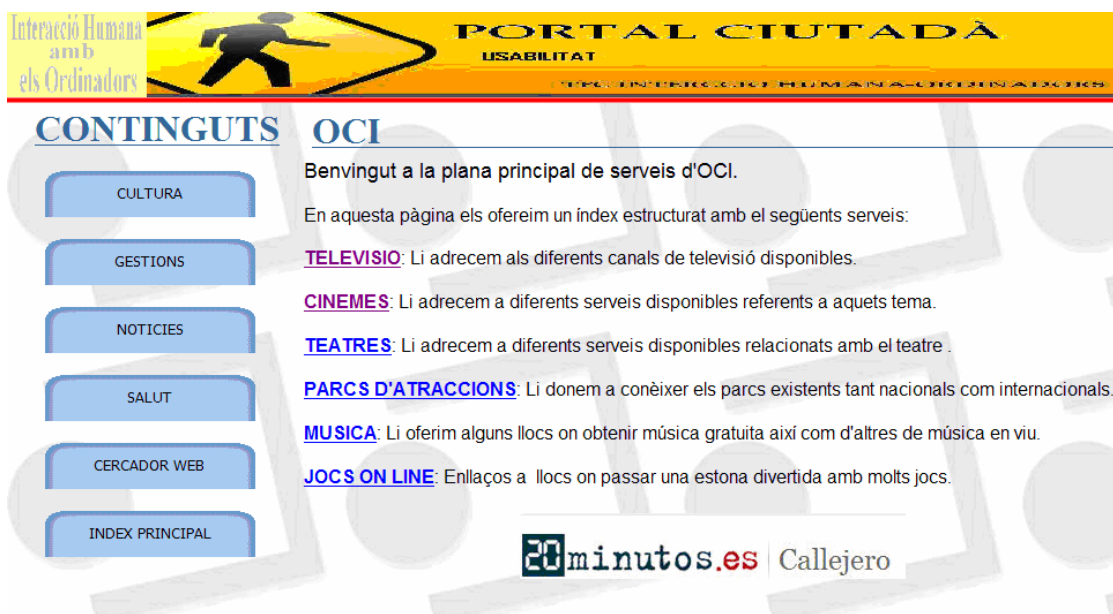 Interacció Humana
amb
els Ordinadors
PORTAL CIUTADÀ
USABILITAT
TFC INTERACCIO HUMANA-ORDINADORS
CONTINGUTS
CULTURA
GESTIONS
NOTICIES
SALUT
CERCADOR WEB
INDEX PRINCIPAL
OCI
Benvingut a la plana principal de serveis d'OCI.
En aquesta pàgina els ofereim un índex estructurat amb el següents serveis:
TELEVISIO: Li adrecem als diferents canals de televisió disponibles.
CINEMES: Li adrecem a diferents serveis disponibles referents a aquets tema.
TEATRES: Li adrecem a diferents serveis disponibles relacionats amb el teatre .
PARCS D'ATRACCIONS: Li donem a conèixer els parcs existents tant nacionals com internacionals.
MUSICA: Li oferim alguns llocs on obtenir música gratuita així com d'altres de música en viu.
JOCS ON LINE: Enllaços a  llocs on passar una estona divertida amb molts jocs.
20minutos.es Callejero